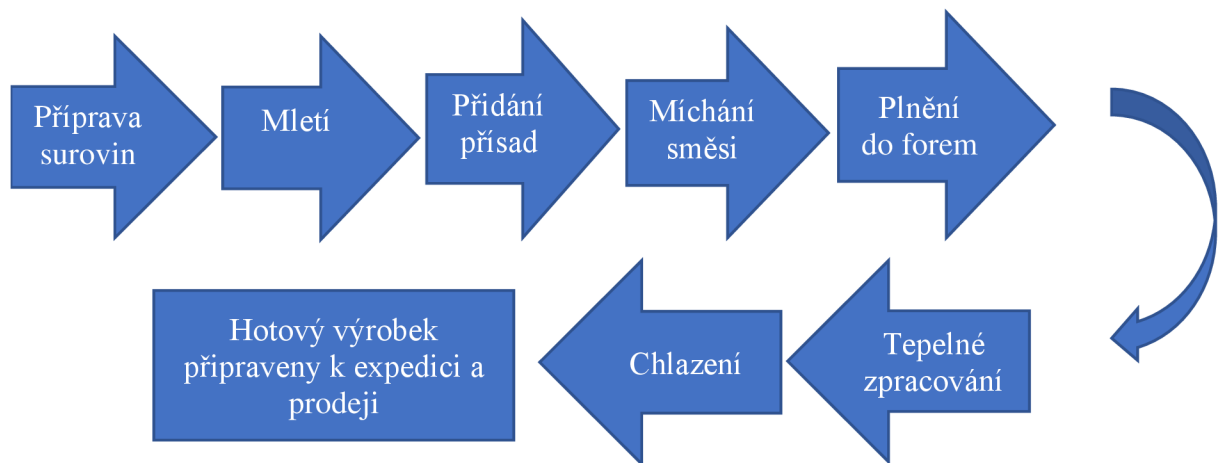 Příprava
surovin
Mletí
Přidání
přísad
Míchání
směsi
Plnění
do forem
Tepelné
zpracování
Chlazení
Hotový výrobek
připraveny k expedici a
prodeji